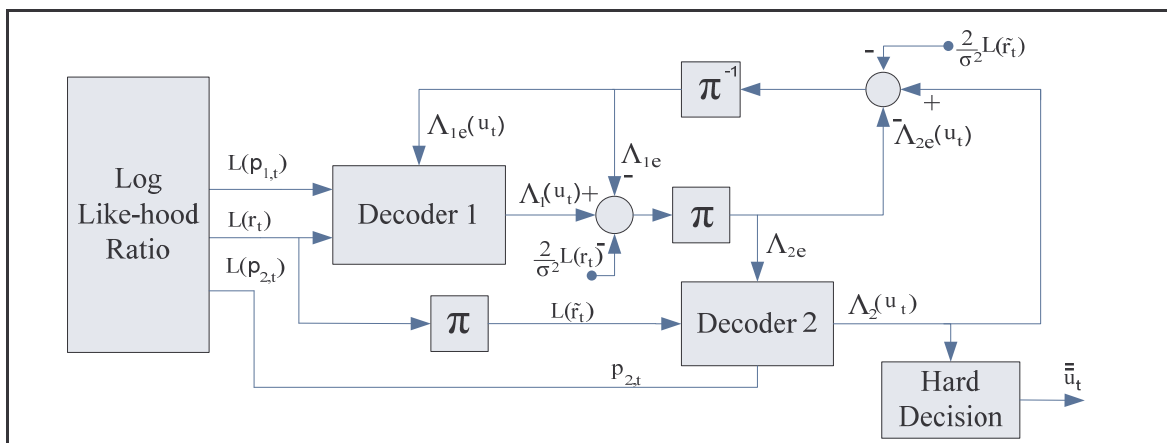 - 2/σ² L(r̃ₜ)
π⁻¹
+
- Λ₂ₑ(uₜ)
Λ₁ₑ(uₜ)
Λ₁ₑ
-
Log
Like-hood
Ratio
L(p₁,ₜ)
L(rₜ)
L(p₂,ₜ)
Decoder 1
Λ₁(uₜ)+
π
2/σ² L(rₜ) -
Λ₂ₑ
π
L(r̃ₜ)
Decoder 2
Λ₂(uₜ)
p₂,ₜ
Hard
Decision
u̿ₜ